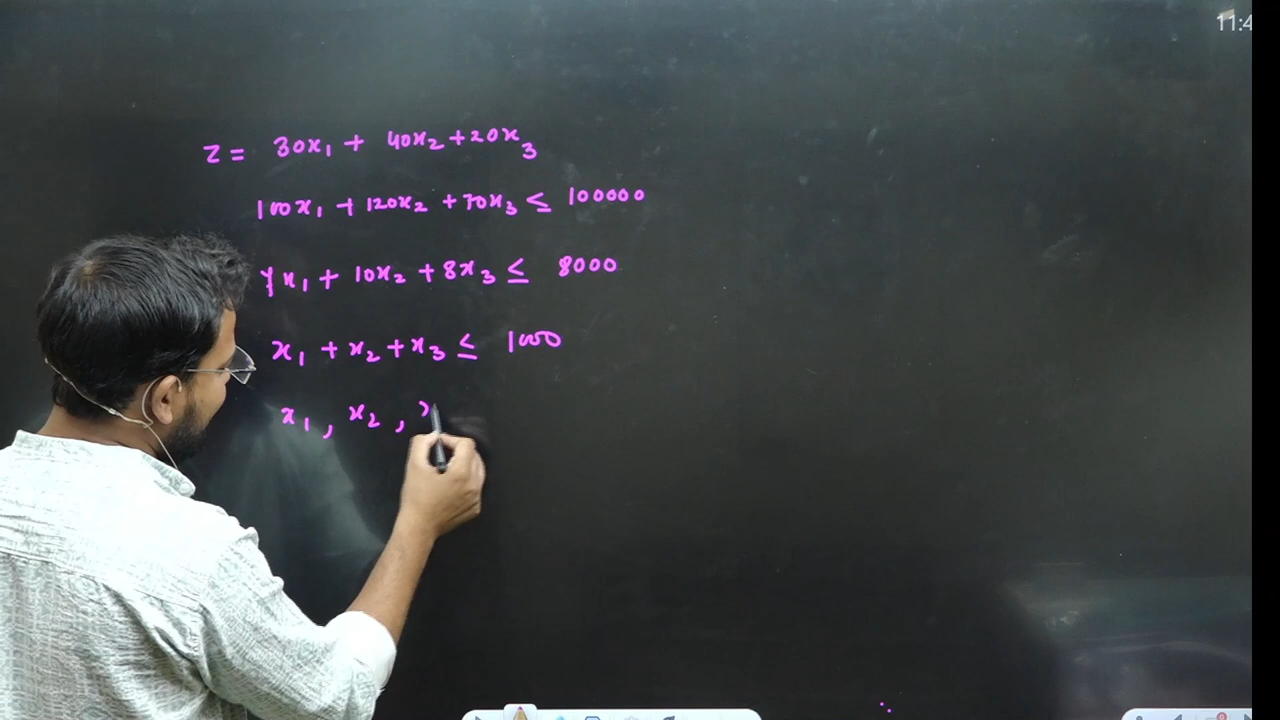 11:4
Z = 30x₁ + 40x₂ + 20x₃
100x₁ + 120x₂ + 70x₃ ≤ 100000
x₁ + 10x₂ + 8x₃ ≤ 8000
x₁ + x₂ + x₃ ≤ 1000
x₁ , x₂ ,